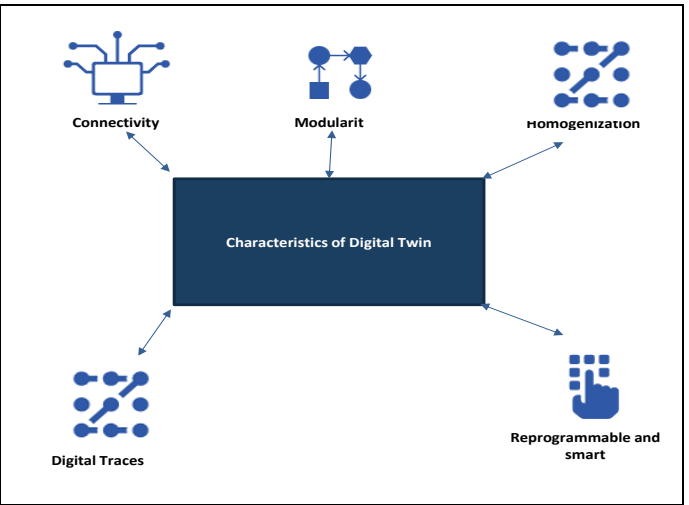 Connectivity
Modularit
Homogenization
Characteristics of Digital Twin
Digital Traces
Reprogrammable and
smart